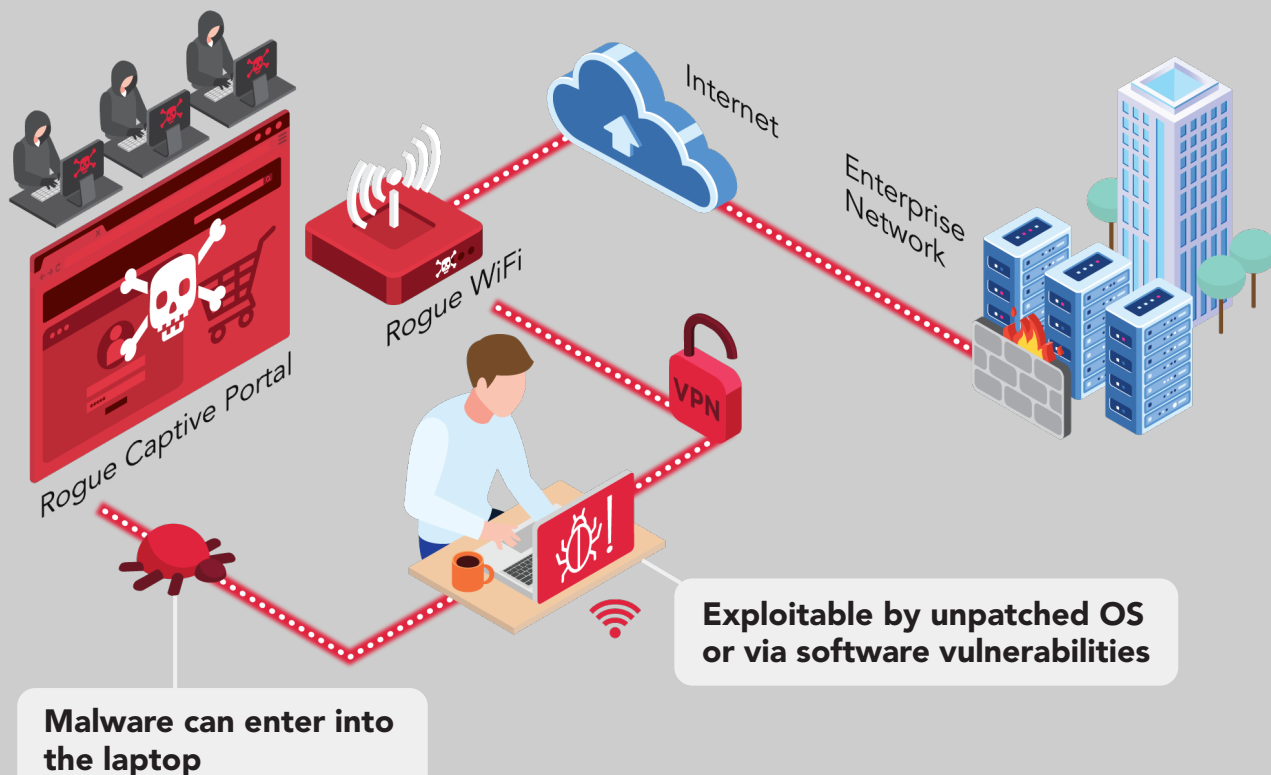 Internet
Enterprise
Network
Rogue WiFi
Rogue Captive Portal
VPN
Exploitable by unpatched OS
or via software vulnerabilities
Malware can enter into
the laptop